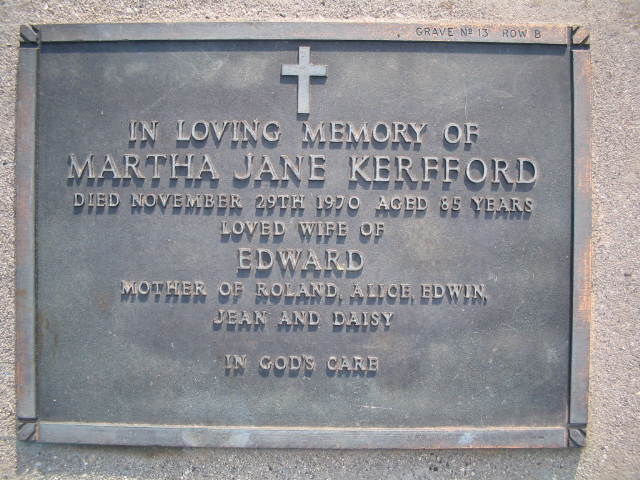 GRAVE Nº 13 ROW B
IN LOVING MEMORY OF
MARTHA JANE KERFFORD
DIED NOVEMBER 29TH 1970 AGED 85 YEARS
LOVED WIFE OF
EDWARD
MOTHER OF ROLAND, ALICE, EDWIN,
JEAN AND DAISY
IN GOD'S CARE